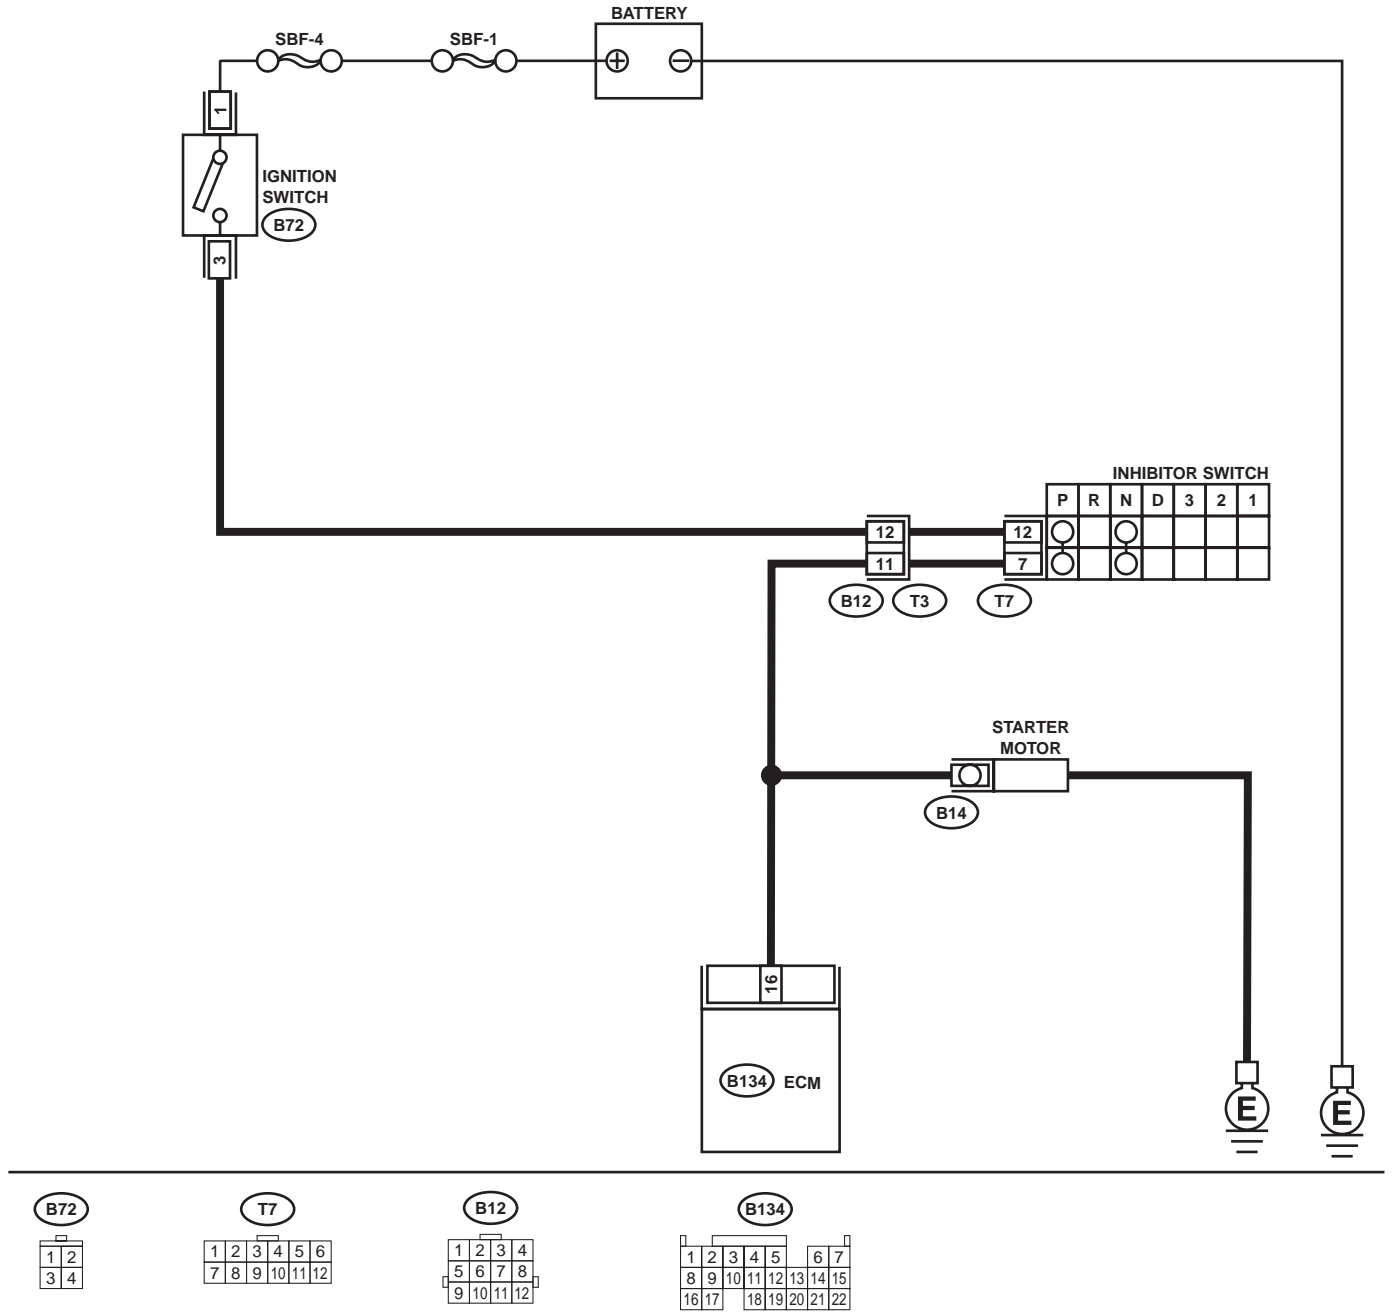 BATTERY
SBF-4
SBF-1
1
IGNITION
SWITCH
B72
3
INHIBITOR SWITCH
P R N D 3 2 1
12 12
11 7
B12 T3 T7
STARTER
MOTOR
B14
16
B134 ECM
E E
B72 T7 B12 B134
1 2
3 4
1 2 3 4 5 6
7 8 9 10 11 12
1 2 3 4
5 6 7 8
9 10 11 12
1 2 3 4 5 6 7
8 9 10 11 12 13 14 15
16 17 18 19 20 21 22